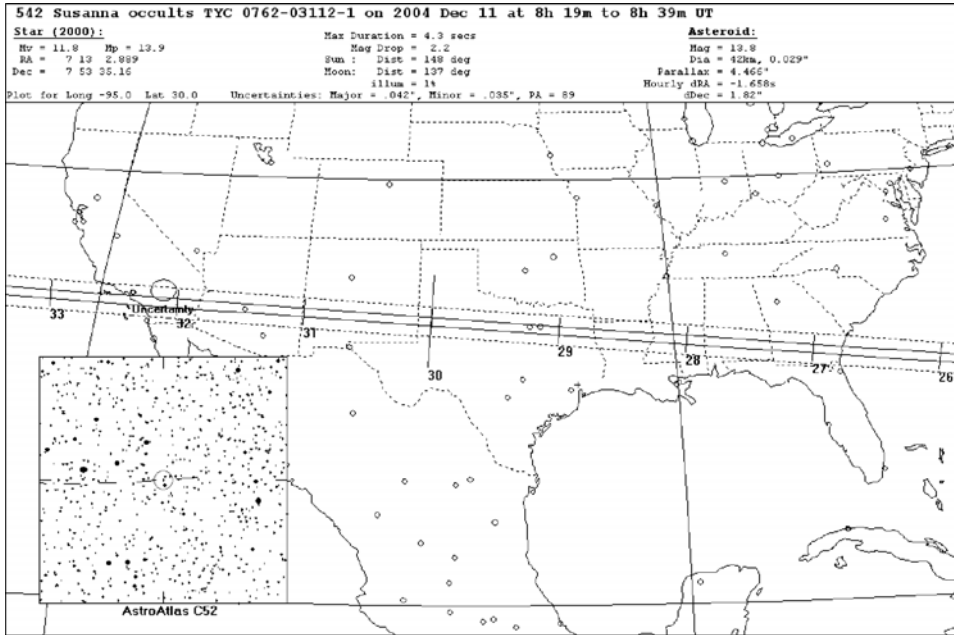 542 Susanna occults TYC 0762-03112-1 on 2004 Dec 11 at 8h 19m to 8h 39m UT
Star (2000):
Mv = 11.8 Mp = 13.9
RA = 7 13 2.889
Dec = 7 53 35.16
Max Duration = 4.3 secs
Mag Drop = 2.2
Sun : Dist = 148 deg
Moon: Dist = 137 deg
illum = 1%
Asteroid:
Mag = 13.8
Dia = 42km, 0.029"
Parallax = 4.466"
Hourly dRA = -1.658s
dDec = 1.82"
Plot for Long -95.0 Lat 30.0 Uncertainties: Major = .042", Minor = .035", PA = 89
Uncertainty
33
32
31
30
29
28
27
26
AstroAtlas C52